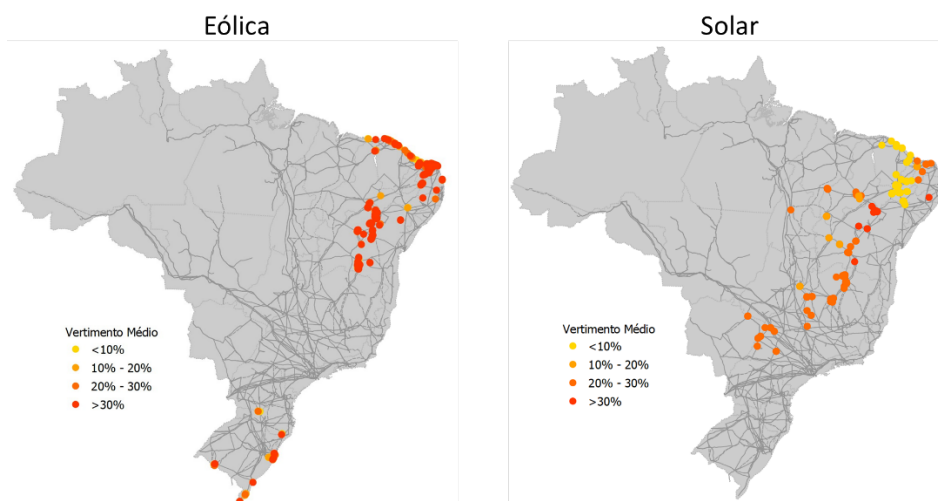 Eólica
Vertimento Médio
<10%
10% - 20%
20% - 30%
>30%
Solar
Vertimento Médio
<10%
10% - 20%
20% - 30%
>30%